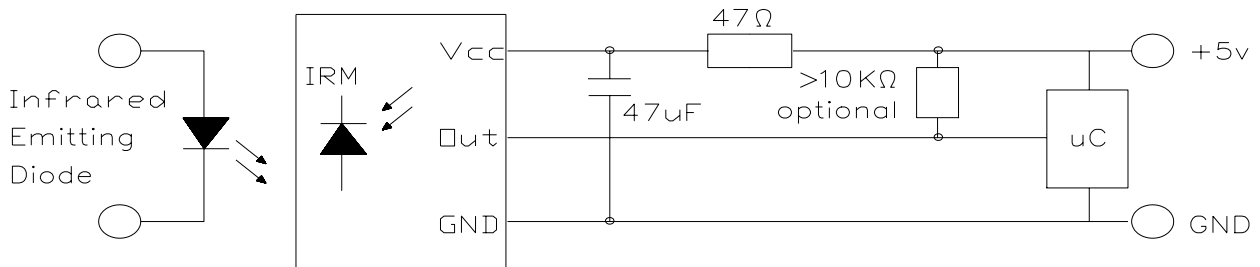 47Ω
Vcc
+5v
IRM
>10KΩ
optional
Infrared
Emitting
Diode
47uF
Out
uC
GND
GND